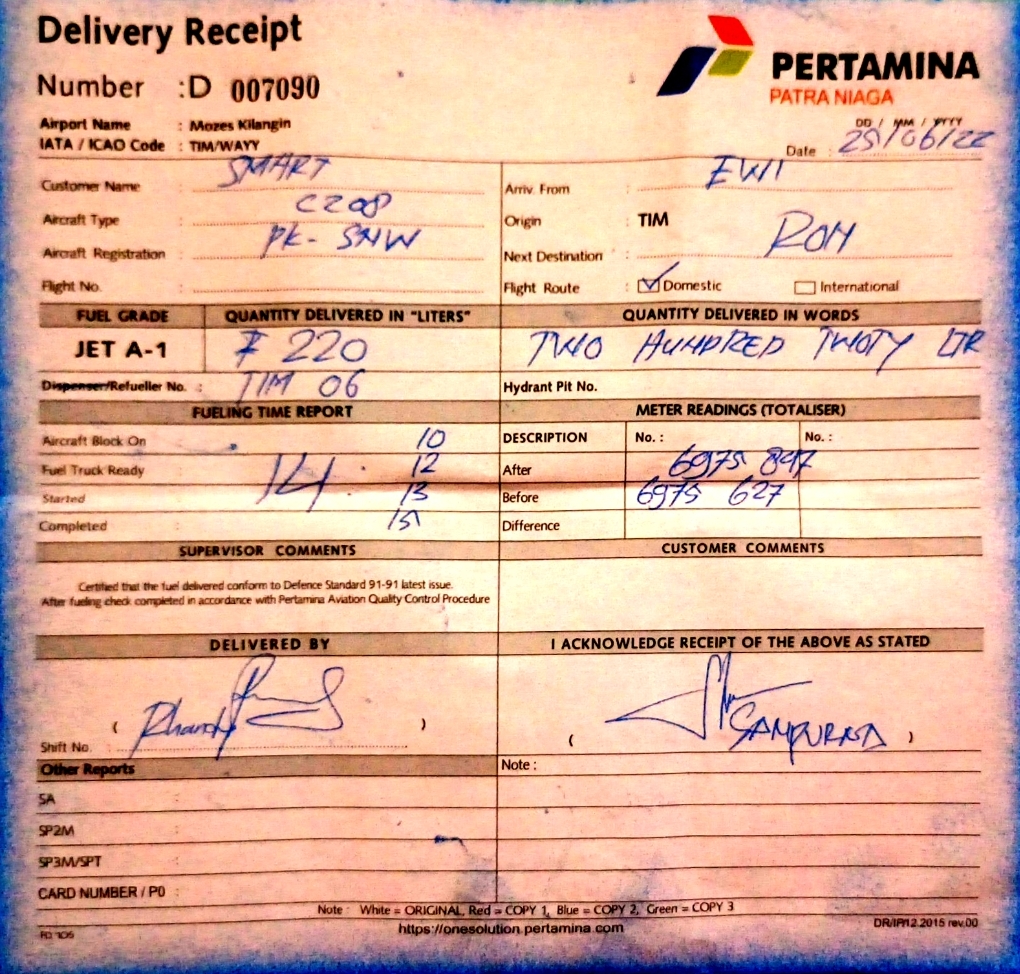 Delivery Receipt
PERTAMINA
PATRA NIAGA
Number : D 007090
Airport Name : Mozes Kilangin
IATA / ICAO Code : TIM/WAYY
DD / MM / YYYY
Date : 25/06/22
Customer Name : SMART
Arriv. From : EWI
Aircraft Type : C208
Origin : TIM
Aircraft Registration : PK-SNW
Next Destination :
Flight No. :
Flight Route : Domestic International
FUEL GRADE QUANTITY DELIVERED IN "LITERS" QUANTITY DELIVERED IN WORDS
JET A-1 220 TWO HUNDRED TWOTY LTR
Dispenser/Refueller No. : TIM 06 Hydrant Pit No.
FUELING TIME REPORT METER READINGS (TOTALISER)
Aircraft Block On : 10 DESCRIPTION No. : No. :
Fuel Truck Ready : 14 . 12 After 6975 847
Started : 13 Before 6975 627
Completed : 15 Difference
SUPERVISOR COMMENTS CUSTOMER COMMENTS
Certified that the fuel delivered conform to Defence Standard 91-91 latest issue.
After fueling check completed in accordance with Pertamina Aviation Quality Control Procedure
DELIVERED BY I ACKNOWLEDGE RECEIPT OF THE ABOVE AS STATED
( ) ( SAMPURNA )
Shift No. :
Other Reports Note :
SA :
SP2M :
SP3M/SPT :
CARD NUMBER / P0 :
Note : White = ORIGINAL, Red = COPY 1, Blue = COPY 2, Green = COPY 3
https://onesolution.pertamina.com
DR/IP/12.2015 rev.00